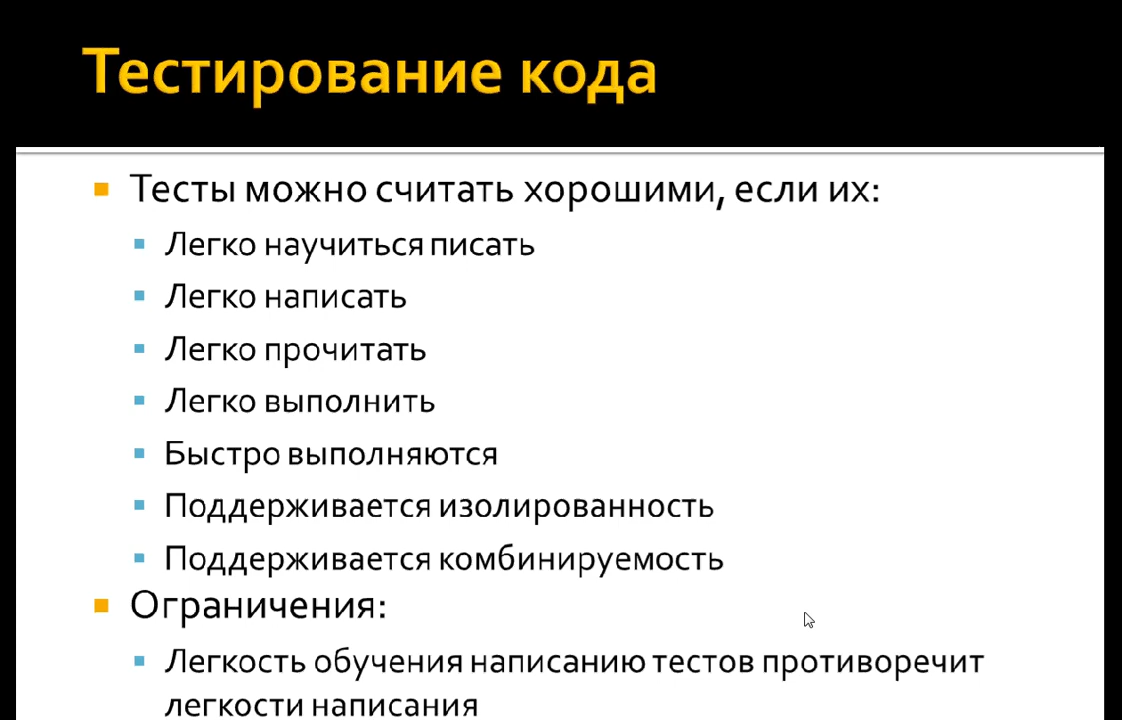 Тестирование кода
Тесты можно считать хорошими, если их:
Легко научиться писать
Легко написать
Легко прочитать
Легко выполнить
Быстро выполняются
Поддерживается изолированность
Поддерживается комбинируемость
Ограничения:
Легкость обучения написанию тестов противоречит
легкости написания